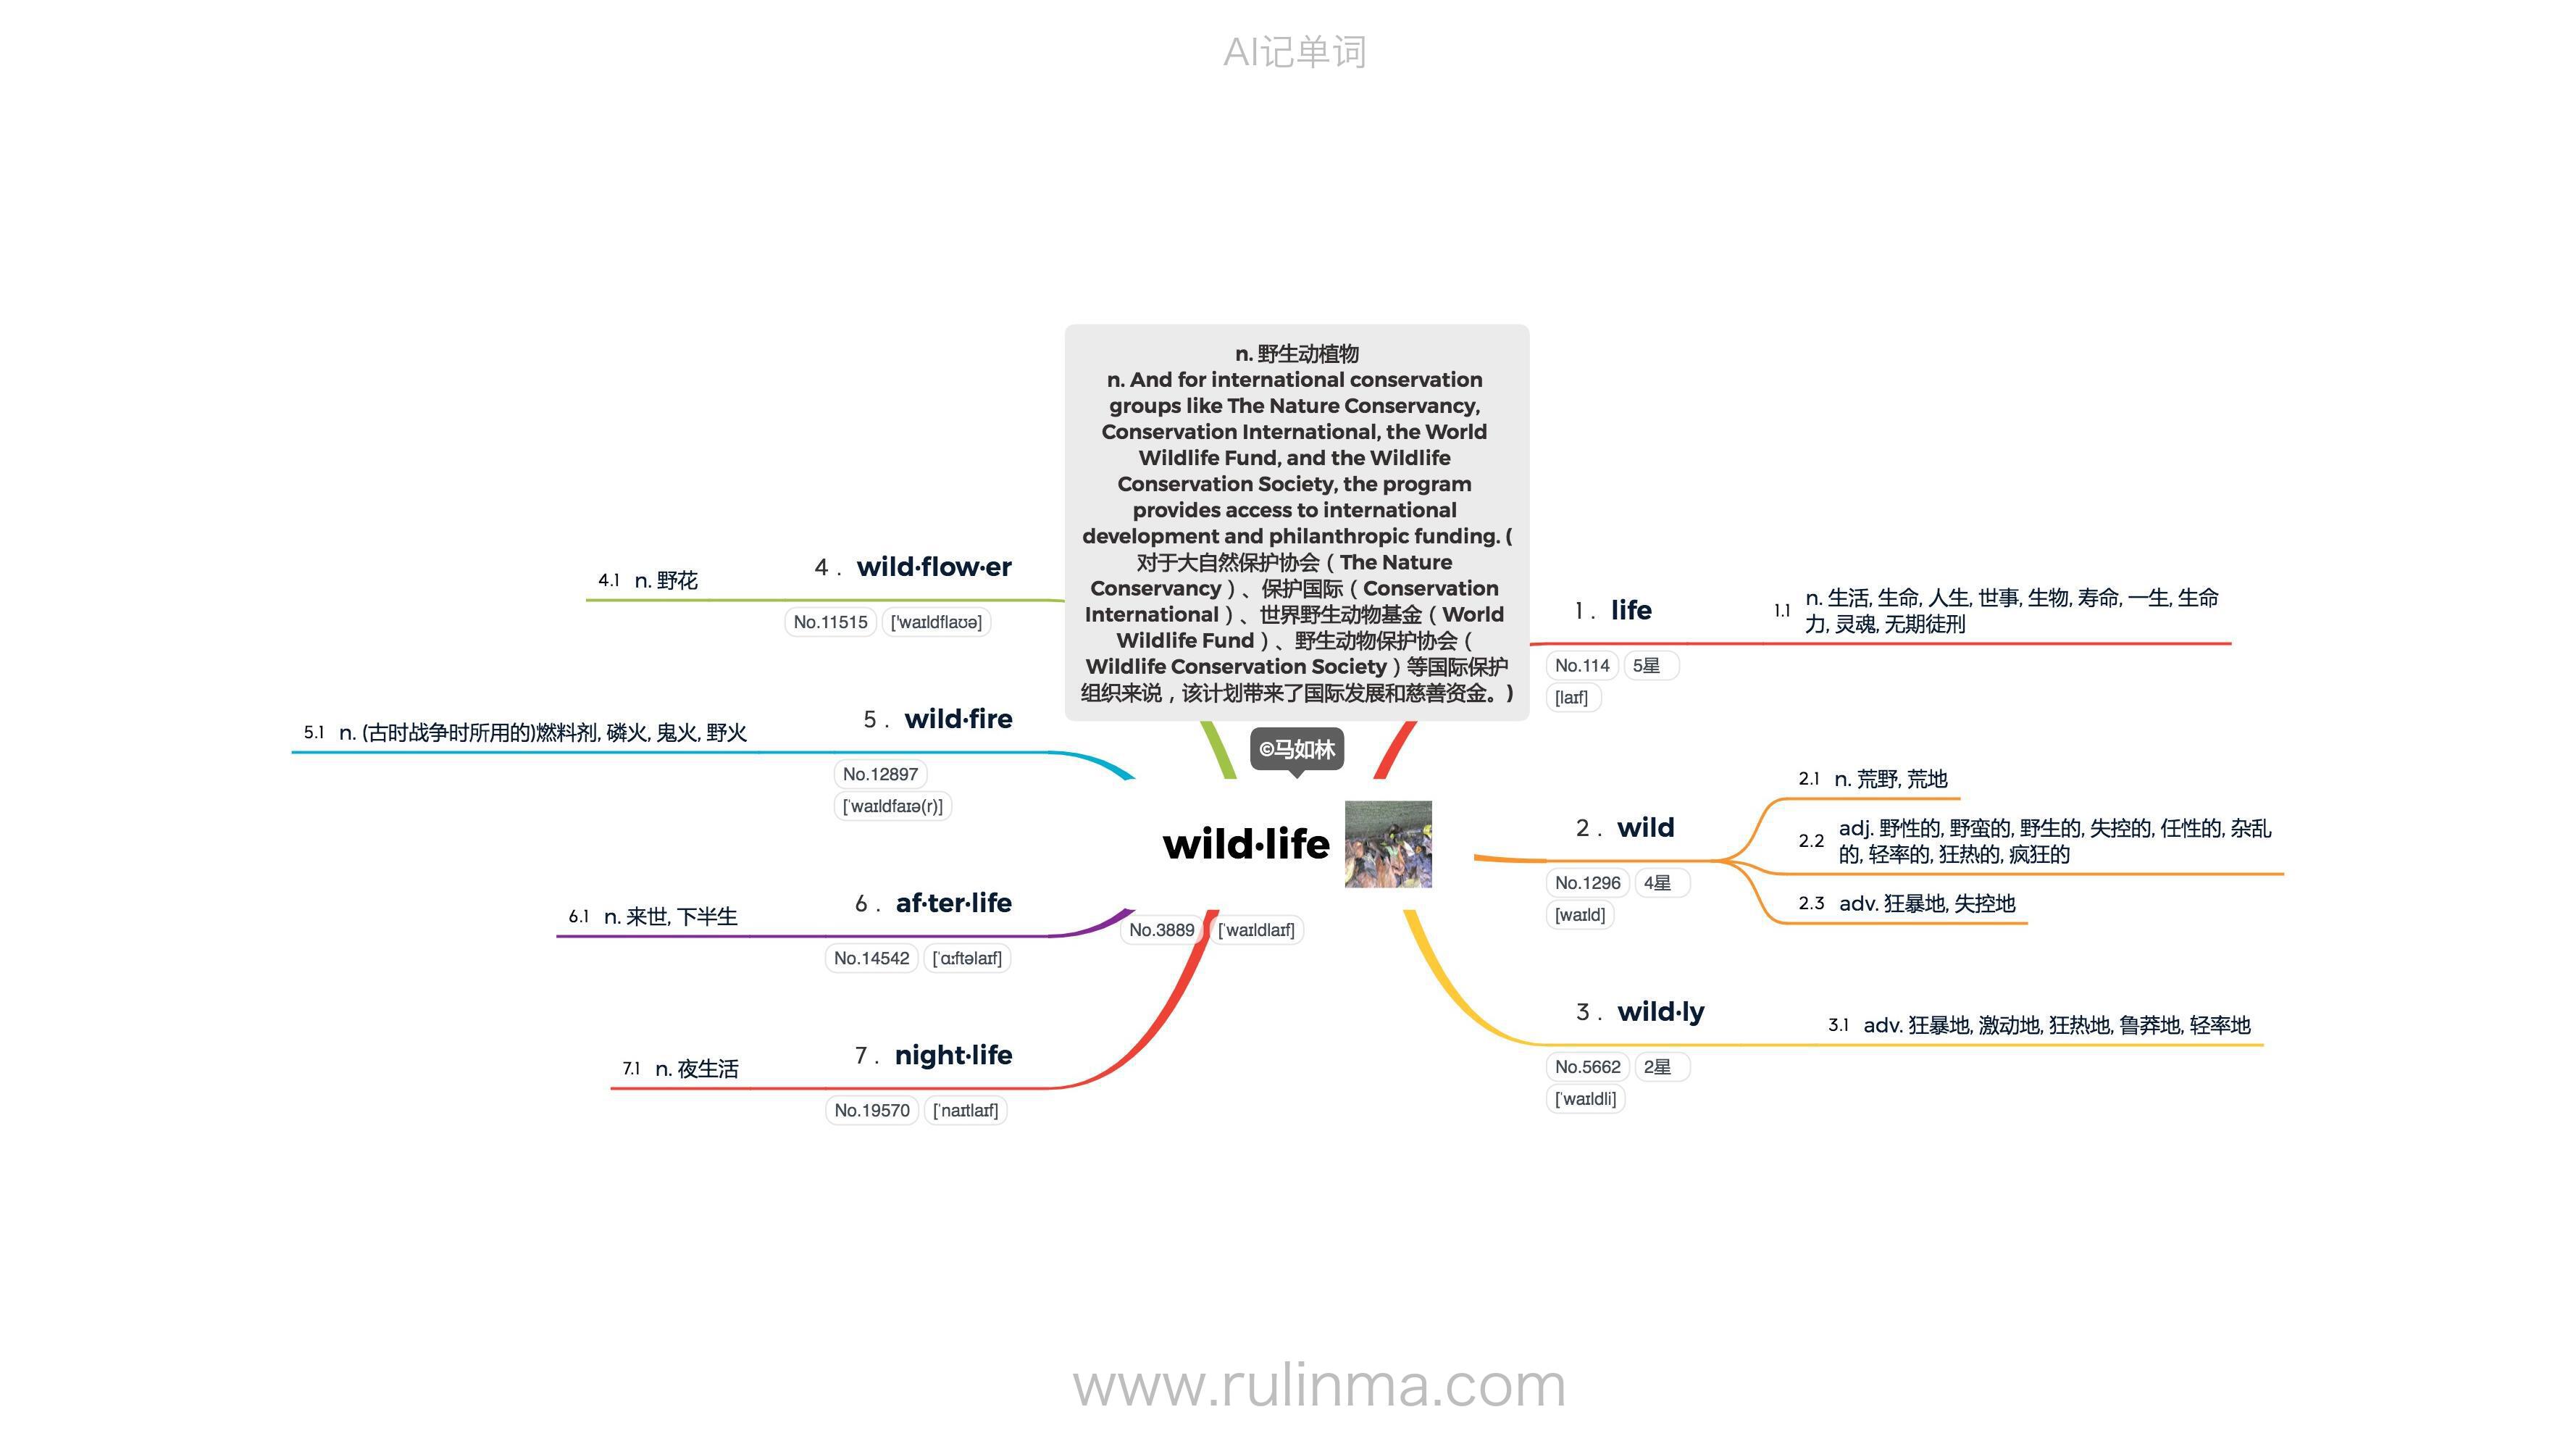 AI记单词
n. 野生动植物
n. And for international conservation
groups like The Nature Conservancy,
Conservation International, the World
Wildlife Fund, and the Wildlife
Conservation Society, the program
provides access to international
development and philanthropic funding. (
对于大自然保护协会（The Nature
Conservancy）、保护国际（Conservation
International）、世界野生动物基金（World
Wildlife Fund）、野生动物保护协会（
Wildlife Conservation Society）等国际保护
组织来说，该计划带来了国际发展和慈善资金。)
©马如林
wild·life
No.3889 [ˈwaɪldlaɪf]
1 . life
No.114 5星
[laɪf]
1.1 n. 生活, 生命, 人生, 世事, 生物, 寿命, 一生, 生命
力, 灵魂, 无期徒刑
2 . wild
No.1296 4星
[waɪld]
2.1 n. 荒野, 荒地
2.2 adj. 野性的, 野蛮的, 野生的, 失控的, 任性的, 杂乱
的, 轻率的, 狂热的, 疯狂的
2.3 adv. 狂暴地, 失控地
3 . wild·ly
No.5662 2星
[ˈwaɪldli]
3.1 adv. 狂暴地, 激动地, 狂热地, 鲁莽地, 轻率地
4 . wild·flow·er
No.11515 ['waɪldflaʊə]
4.1 n. 野花
5 . wild·fire
No.12897
[ˈwaɪldfaɪə(r)]
5.1 n. (古时战争时所用的)燃料剂, 磷火, 鬼火, 野火
6 . af·ter·life
No.14542 [ˈɑːftəlaɪf]
6.1 n. 来世, 下半生
7 . night·life
No.19570 [ˈnaɪtlaɪf]
7.1 n. 夜生活
www.rulinma.com